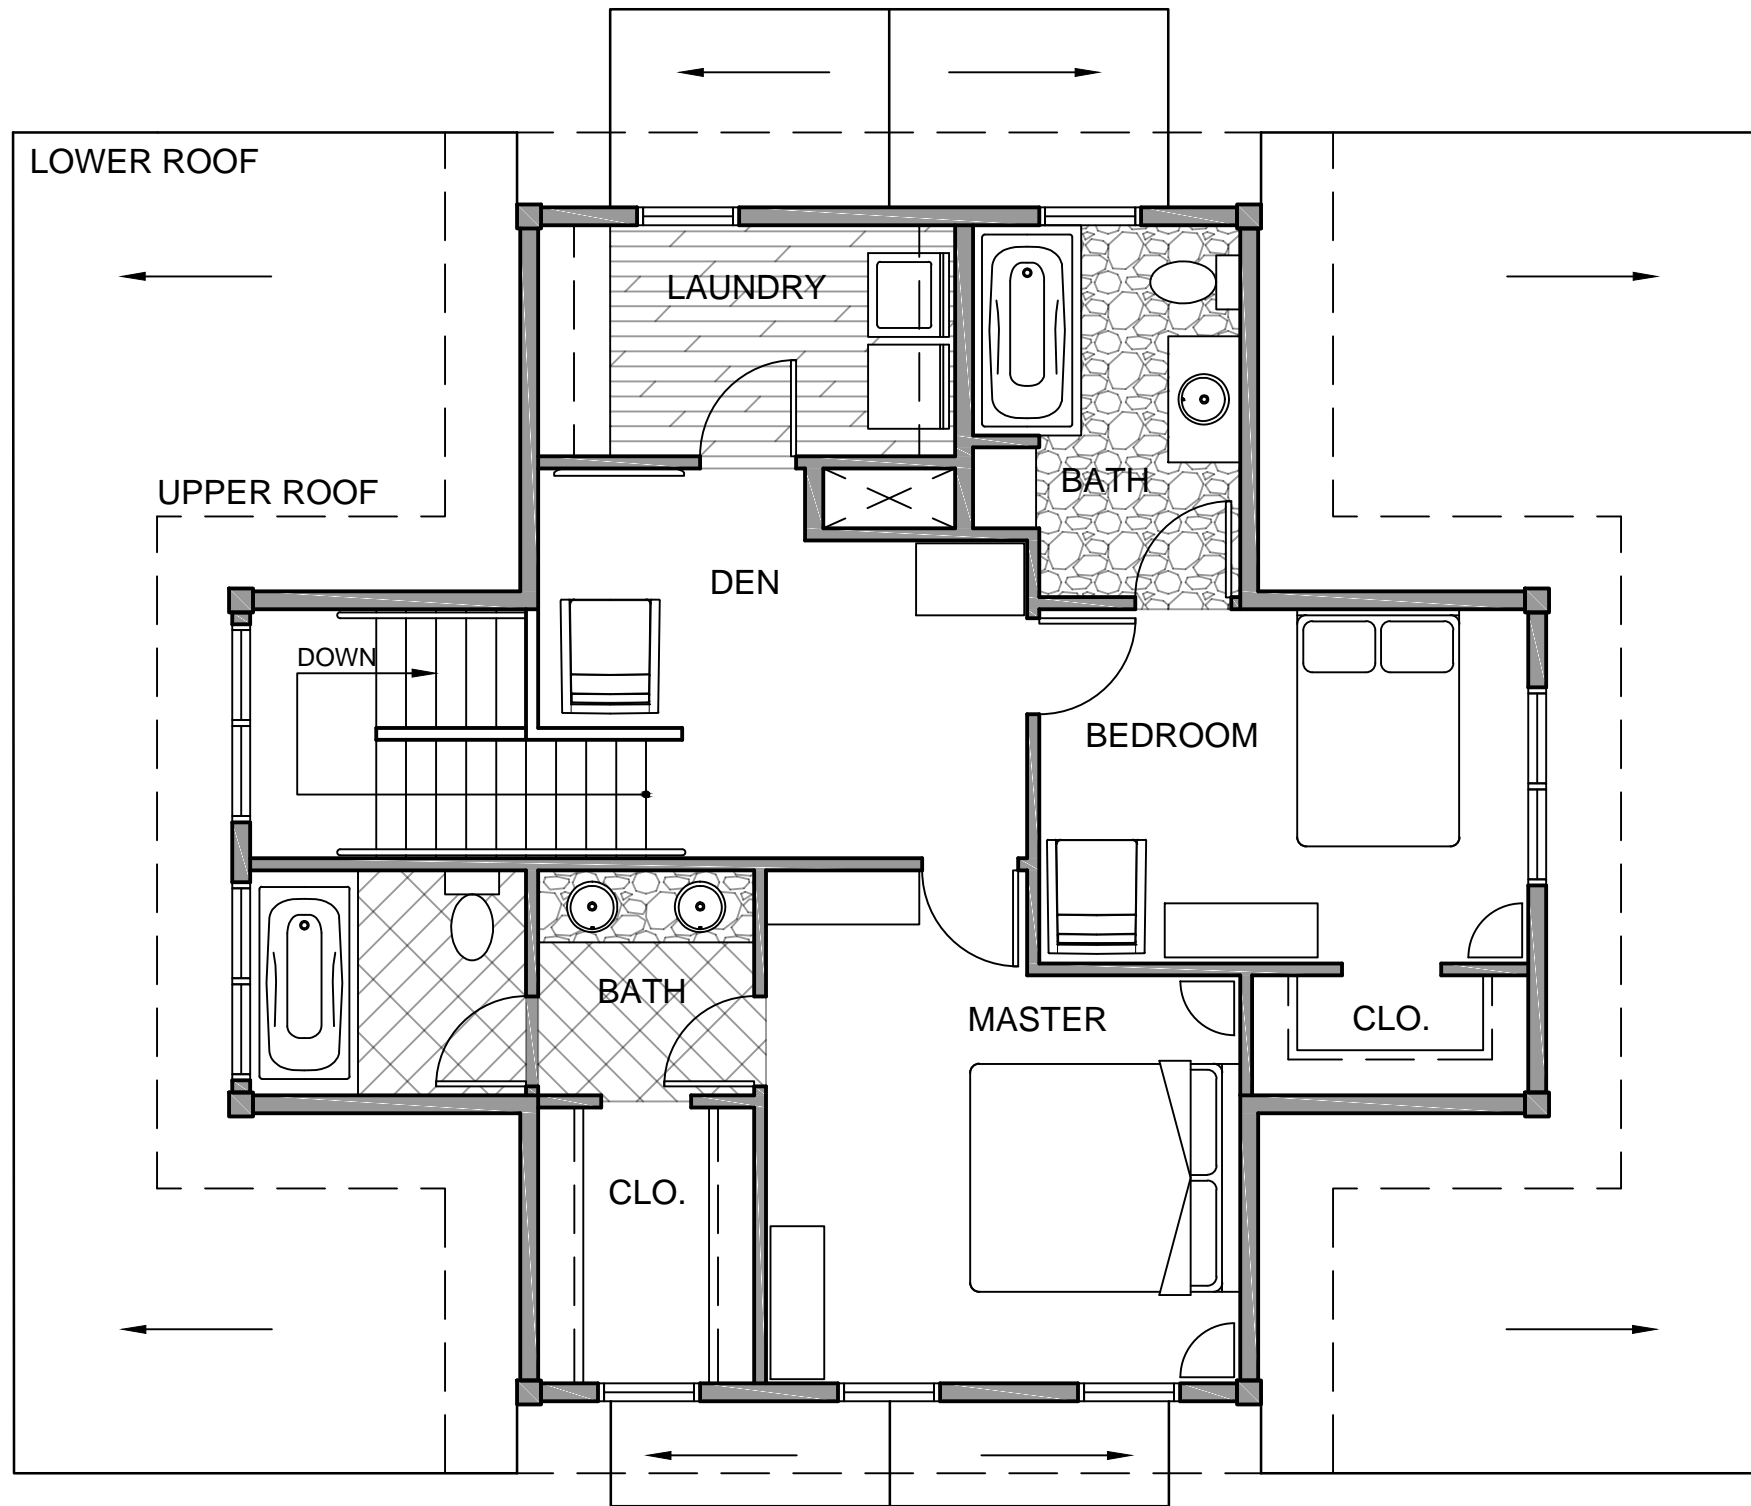 LOWER ROOF
LAUNDRY
BATH
UPPER ROOF
DEN
DOWN
BEDROOM
BATH
MASTER
CLO.
CLO.